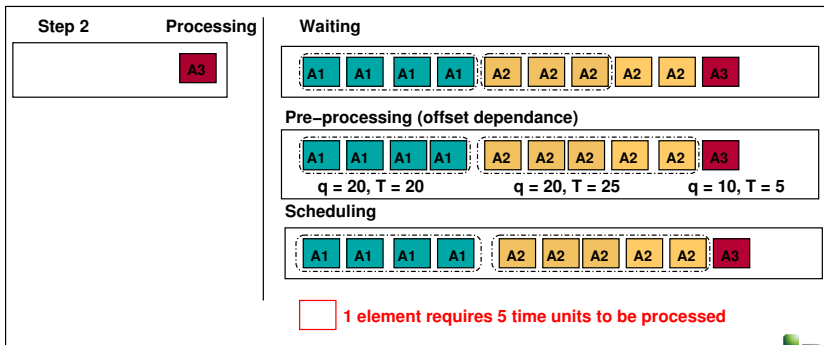 Step 2 Processing Waiting
A3
A1 A1 A1 A1 A2 A2 A2 A2 A2 A3
Pre-processing (offset dependance)
A1 A1 A1 A1 A2 A2 A2 A2 A2 A3
q = 20, T = 20 q = 20, T = 25 q = 10, T = 5
Scheduling
A1 A1 A1 A1 A2 A2 A2 A2 A2 A3
1 element requires 5 time units to be processed